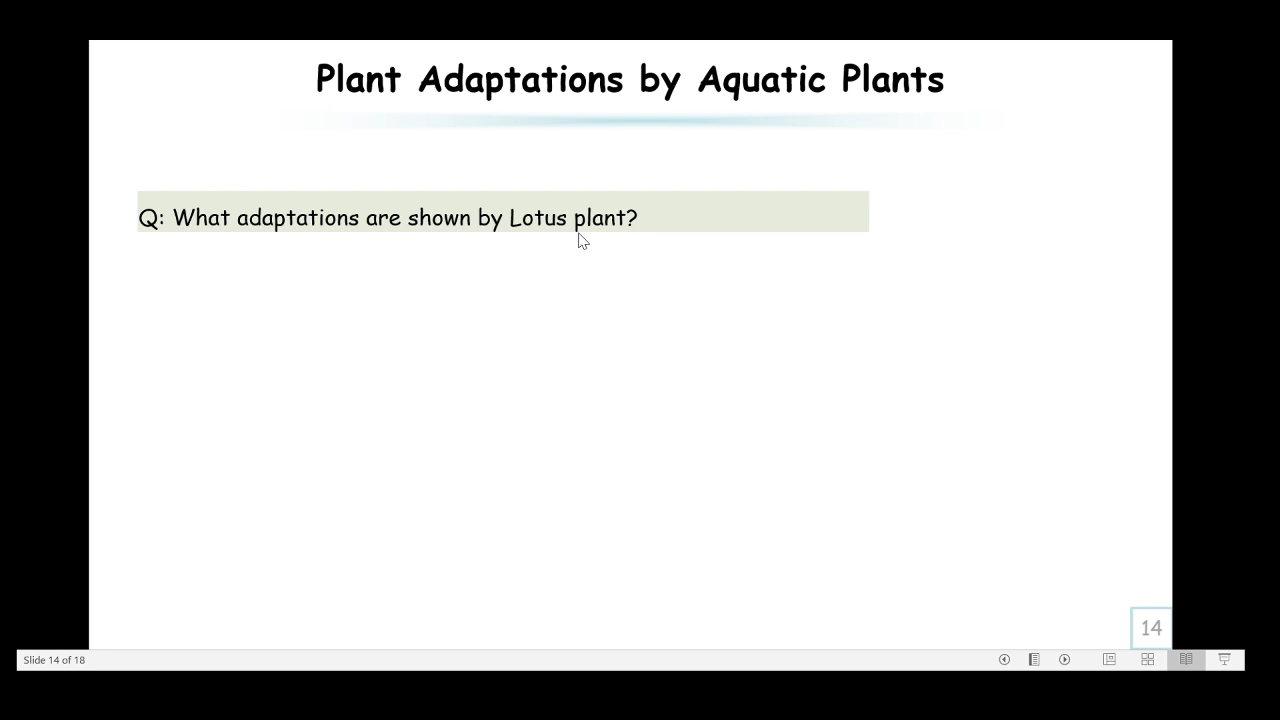 Plant Adaptations by Aquatic Plants
Q: What adaptations are shown by Lotus plant?
14
Slide 14 of 18